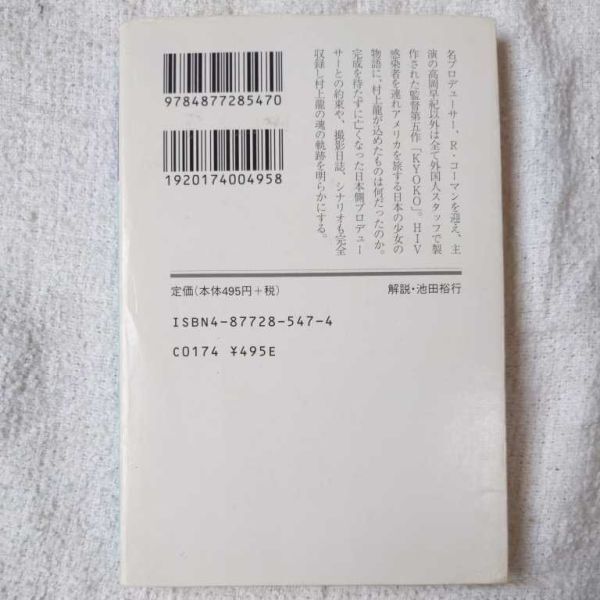 9784877285470
1920174004958
名プロデューサー、R・コーマンを迎え、主
演の高岡早紀以外は全て外国人スタッフで製
作された監督第五作「KYOKO」。HIV
感染者を連れアメリカを旅する日本の少女の
物語に、村上龍が込めたものは何だったのか。
完成を待たずに亡くなった日本側プロデュー
サーとの約束や、撮影日誌、シナリオも完全
収録し村上龍の魂の軌跡を明らかにする。
定価(本体495円+税)
解説・池田裕行
ISBN4-87728-547-4
C0174 ¥495E